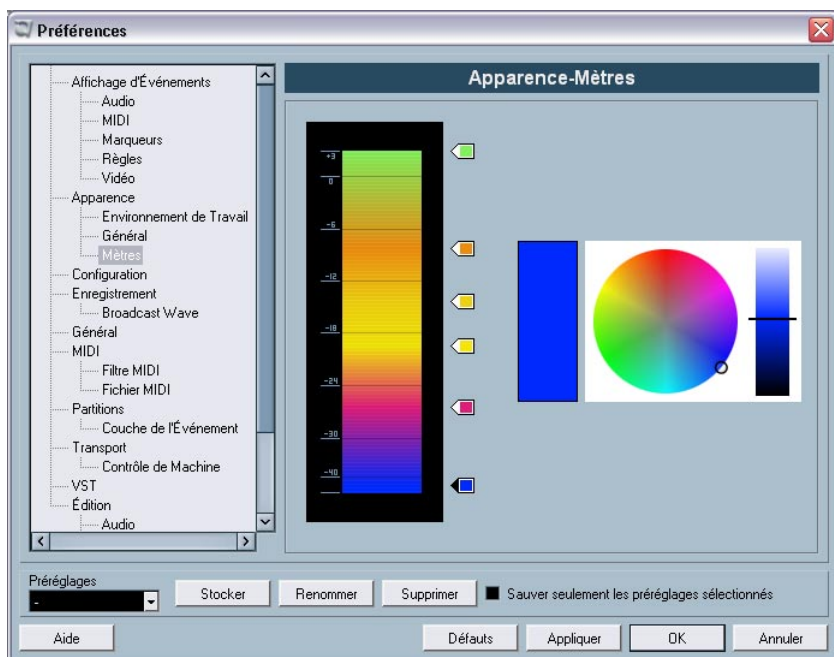 Préférences
Affichage d'Événements
Audio
MIDI
Marqueurs
Règles
Vidéo
Apparence
Environnement de Travail
Général
Mètres
Configuration
Enregistrement
Broadcast Wave
Général
MIDI
Filtre MIDI
Fichier MIDI
Partitions
Couche de l'Événement
Transport
Contrôle de Machine
VST
Édition
Audio
Apparence-Mètres
+3
0
-6
-12
-18
-24
-30
-40
Préréglages
-
Stocker
Renommer
Supprimer
Sauver seulement les préréglages sélectionnés
Aide
Défauts
Appliquer
OK
Annuler